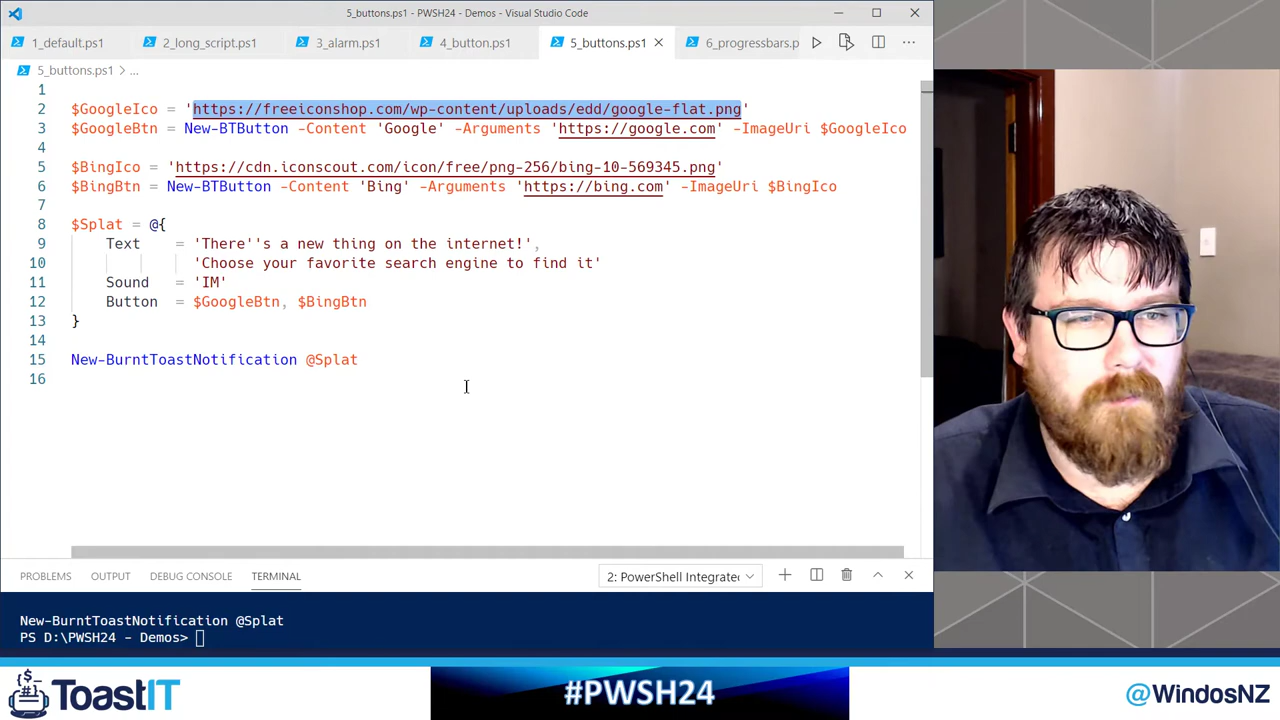 5_buttons.ps1 - PWSH24 - Demos - Visual Studio Code
1_default.ps1
2_long_script.ps1
3_alarm.ps1
4_button.ps1
5_buttons.ps1
6_progressbars.p
5_buttons.ps1 > ...
1
2 $GoogleIco = 'https://freeiconshop.com/wp-content/uploads/edd/google-flat.png'
3 $GoogleBtn = New-BTButton -Content 'Google' -Arguments 'https://google.com' -ImageUri $GoogleIco
4
5 $BingIco = 'https://cdn.iconscout.com/icon/free/png-256/bing-10-569345.png'
6 $BingBtn = New-BTButton -Content 'Bing' -Arguments 'https://bing.com' -ImageUri $BingIco
7
8 $Splat = @{
9 Text = 'There''s a new thing on the internet!',
10 'Choose your favorite search engine to find it'
11 Sound = 'IM'
12 Button = $GoogleBtn, $BingBtn
13 }
14
15 New-BurntToastNotification @Splat
16
PROBLEMS OUTPUT DEBUG CONSOLE TERMINAL
2: PowerShell Integrated
New-BurntToastNotification @Splat
PS D:\PWSH24 - Demos>
ToastIT
#PWSH24
@WindosNZ